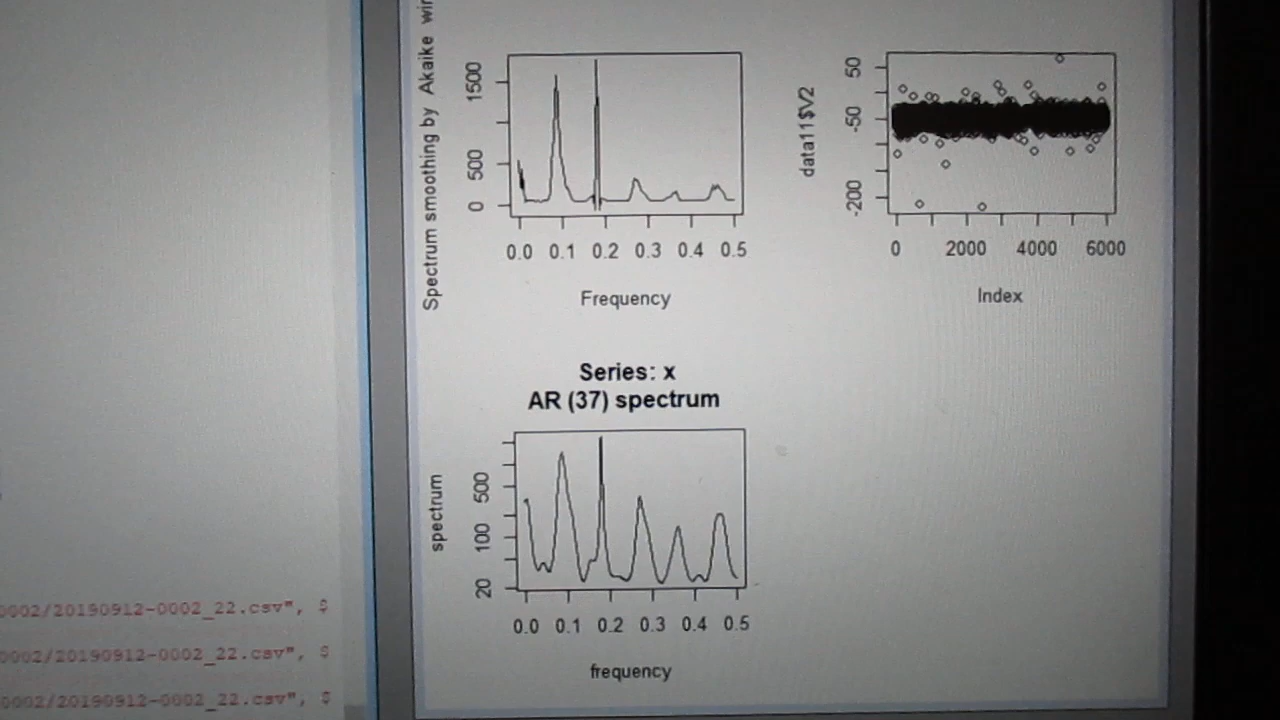 Spectrum smoothing by Akaike
1500
500
0
0.0 0.1 0.2 0.3 0.4 0.5
Frequency
data11$V2
50
-50
-200
0 2000 4000 6000
Index
Series: x
AR (37) spectrum
spectrum
500
100
20
0.0 0.1 0.2 0.3 0.4 0.5
frequency
0002/20190912-0002_22.csv", $
0002/20190912-0002_22.csv", $
0002/20190912-0002_22.csv", $